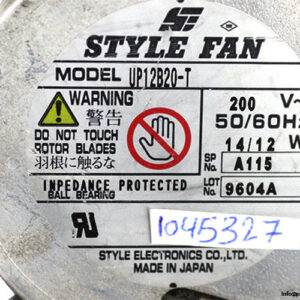 STYLE FAN
MODEL UP12B20-T
WARNING
警告
DO NOT TOUCH
ROTOR BLADES
羽根に触るな
200 V~
50/60Hz
14/12 W
SP NO. A115
LOT NO. 9604A
IMPEDANCE PROTECTED
BALL BEARING
1045327
STYLE ELECTRONICS CO.,LTD.
MADE IN JAPAN